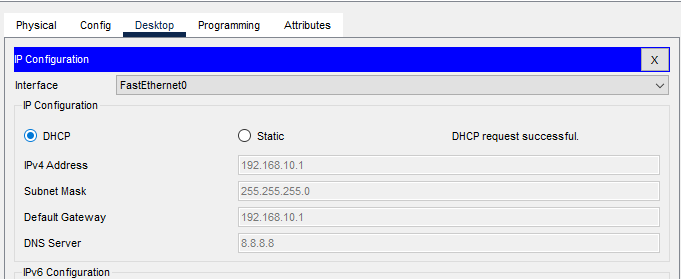 Physical Config Desktop Programming Attributes
IP Configuration X
Interface FastEthernet0
IP Configuration
DHCP Static DHCP request successful.
IPv4 Address 192.168.10.1
Subnet Mask 255.255.255.0
Default Gateway 192.168.10.1
DNS Server 8.8.8.8
IPv6 Configuration